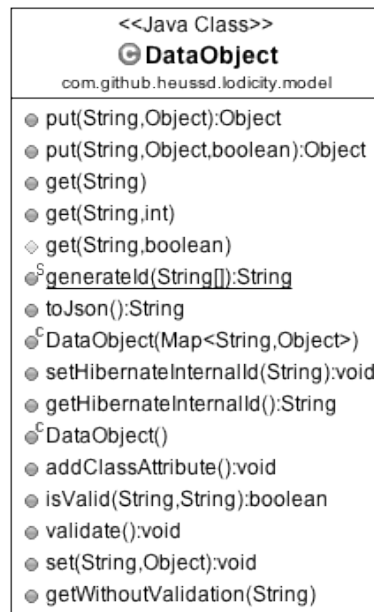 <<Java Class>>
C DataObject
com.github.heussd.lodicity.model
put(String,Object):Object
put(String,Object,boolean):Object
get(String)
get(String,int)
get(String,boolean)
S generateId(String[]):String
toJson():String
C DataObject(Map<String,Object>)
setHibernateInternalId(String):void
getHibernateInternalId():String
C DataObject()
addClassAttribute():void
isValid(String,String):boolean
validate():void
set(String,Object):void
getWithoutValidation(String)